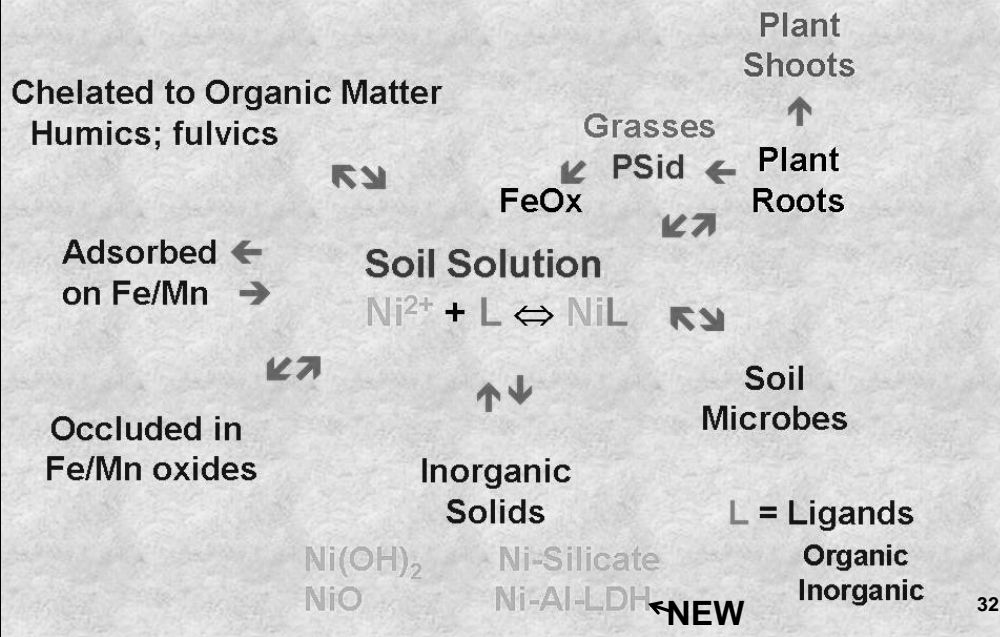 Plant
Shoots
Chelated to Organic Matter
Humics; fulvics
Grasses
PSid
Plant
Roots
FeOx
Adsorbed
on Fe/Mn
Soil Solution
Ni²⁺ + L ⇔ NiL
Soil
Microbes
Occluded in
Fe/Mn oxides
Inorganic
Solids
L = Ligands
Organic
Inorganic
Ni(OH)₂
Ni-Silicate
NiO
Ni-Al-LDH
NEW
32